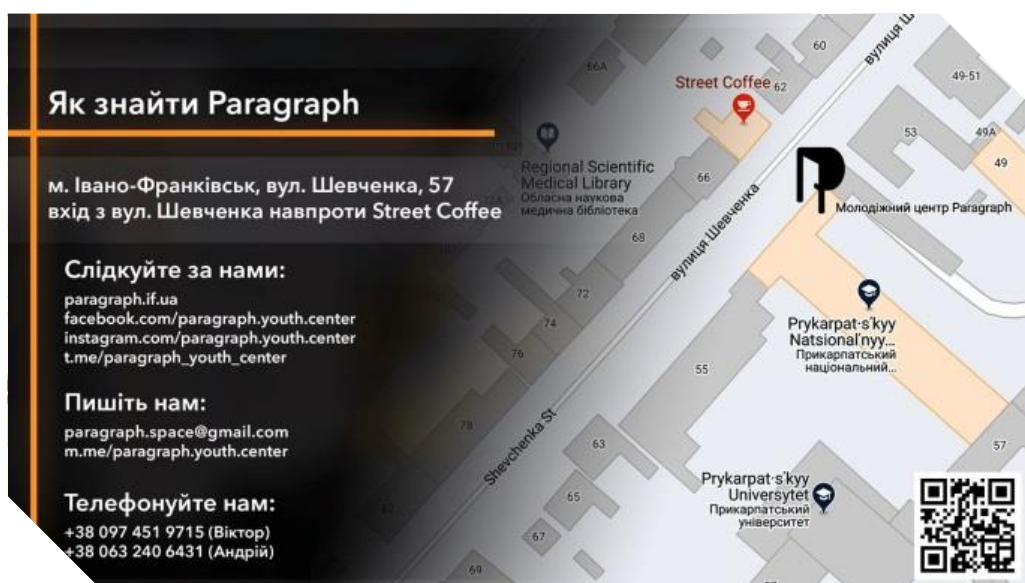 Як знайти Paragraph
м. Івано-Франківськ, вул. Шевченка, 57
вхід з вул. Шевченка навпроти Street Coffee
Слідкуйте за нами:
paragraph.if.ua
facebook.com/paragraph.youth.center
instagram.com/paragraph.youth.center
t.me/paragraph_youth_center
Пишіть нам:
paragraph.space@gmail.com
m.me/paragraph.youth.center
Телефонуйте нам:
+38 097 451 9715 (Віктор)
+38 063 240 6431 (Андрій)
60
66A
Street Coffee
62
49-51
53
49A
49
Regional Scientific
Medical Library
Обласна наукова
медична бібліотека
66
вулиця Шевченка
Молодіжний центр Paragraph
68
72
74
76
78
82
Prykarpat·s'kyy
Natsional'nyy...
Прикарпатський
національний...
55
57
Shevchenka St
63
65
67
69
Prykarpat·s'kyy
Universytet
Прикарпатський
університет